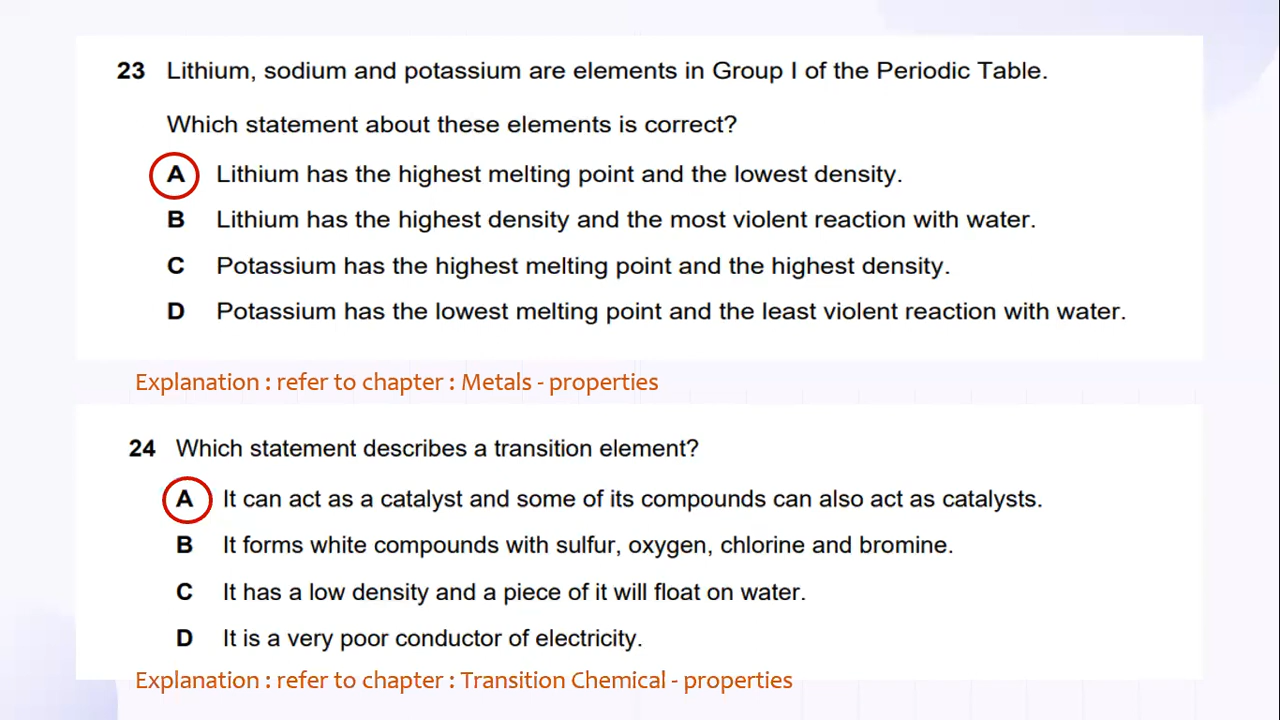 23 Lithium, sodium and potassium are elements in Group I of the Periodic Table.
Which statement about these elements is correct?
A Lithium has the highest melting point and the lowest density.
B Lithium has the highest density and the most violent reaction with water.
C Potassium has the highest melting point and the highest density.
D Potassium has the lowest melting point and the least violent reaction with water.
Explanation : refer to chapter : Metals - properties
24 Which statement describes a transition element?
A It can act as a catalyst and some of its compounds can also act as catalysts.
B It forms white compounds with sulfur, oxygen, chlorine and bromine.
C It has a low density and a piece of it will float on water.
D It is a very poor conductor of electricity.
Explanation : refer to chapter : Transition Chemical - properties